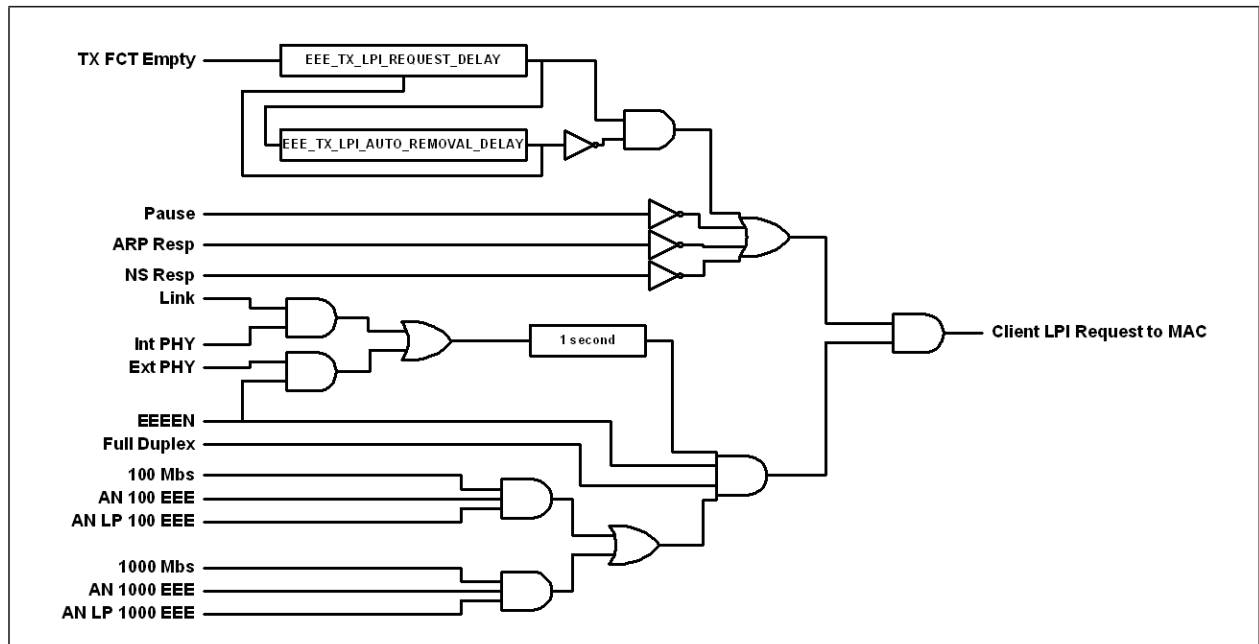 TX FCT Empty
EEE_TX_LPI_REQUEST_DELAY
EEE_TX_LPI_AUTO_REMOVAL_DELAY
Pause
ARP Resp
NS Resp
Link
Int PHY
Ext PHY
1 second
Client LPI Request to MAC
EEEEN
Full Duplex
100 Mbs
AN 100 EEE
AN LP 100 EEE
1000 Mbs
AN 1000 EEE
AN LP 1000 EEE